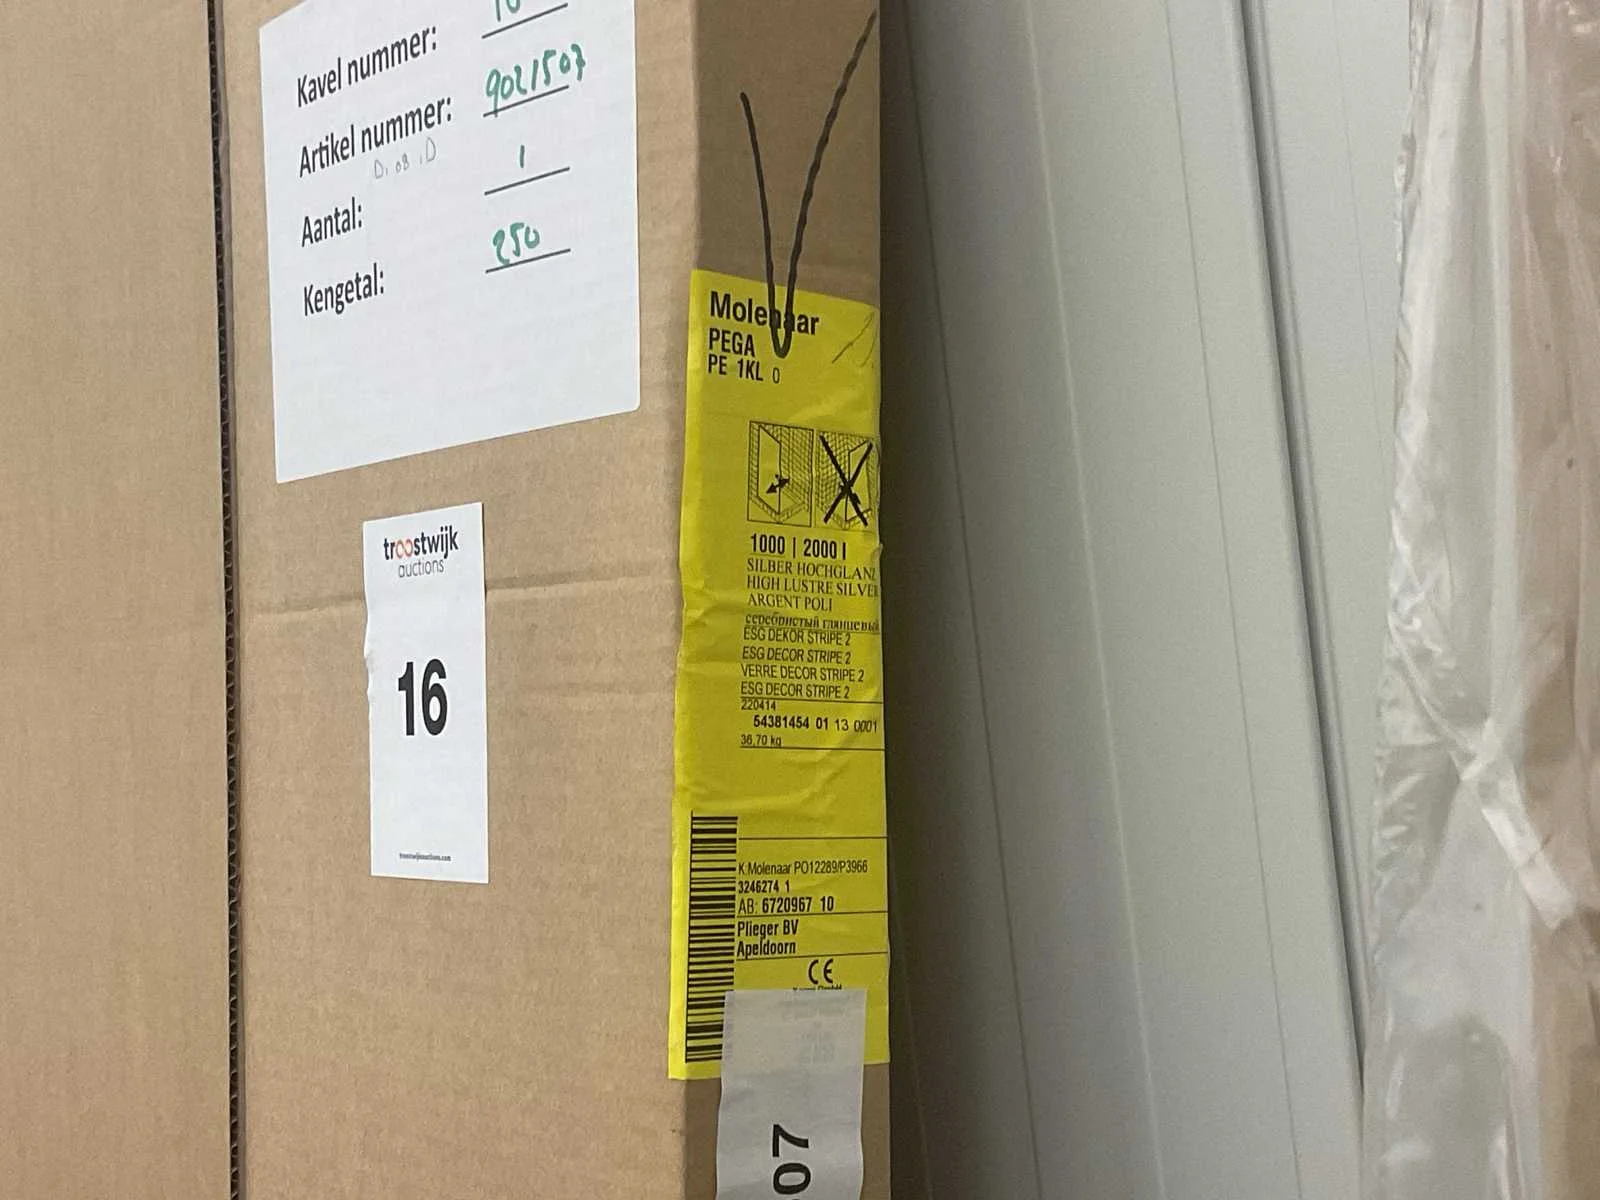 Kavel nummer:
Artikel nummer: 9021507
Aantal: 1
Kengetal: 250
troostwijk
auctions
16
troostwijkauctions.com
Molenaar
PEGA
PE 1KL 0
1000 | 2000 |
SILBER HOCHGLANZ
HIGH LUSTRE SILVER
ARGENT POLI
серебристый глянцевый
ESG DEKOR STRIPE 2
ESG DECOR STRIPE 2
VERRE DECOR STRIPE 2
ESG DECOR STRIPE 2
220414
54381454 01 13 0001
36,70 kg
K.Molenaar PO12289/P3966
3246274 1
AB: 6720967 10
Plieger BV
Apeldoorn
CE
07